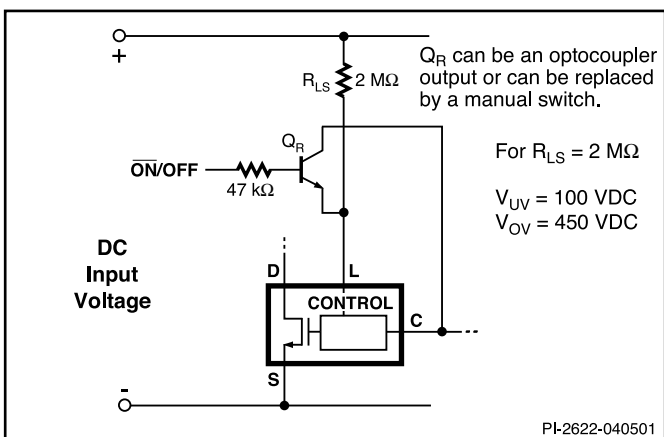 +
R_LS 2 MΩ
Q_R can be an optocoupler
output or can be replaced
by a manual switch.
Q_R
ON/OFF
47 kΩ
For R_LS = 2 MΩ
V_UV = 100 VDC
V_OV = 450 VDC
DC
Input
Voltage
D
L
CONTROL
C
S
-
PI-2622-040501